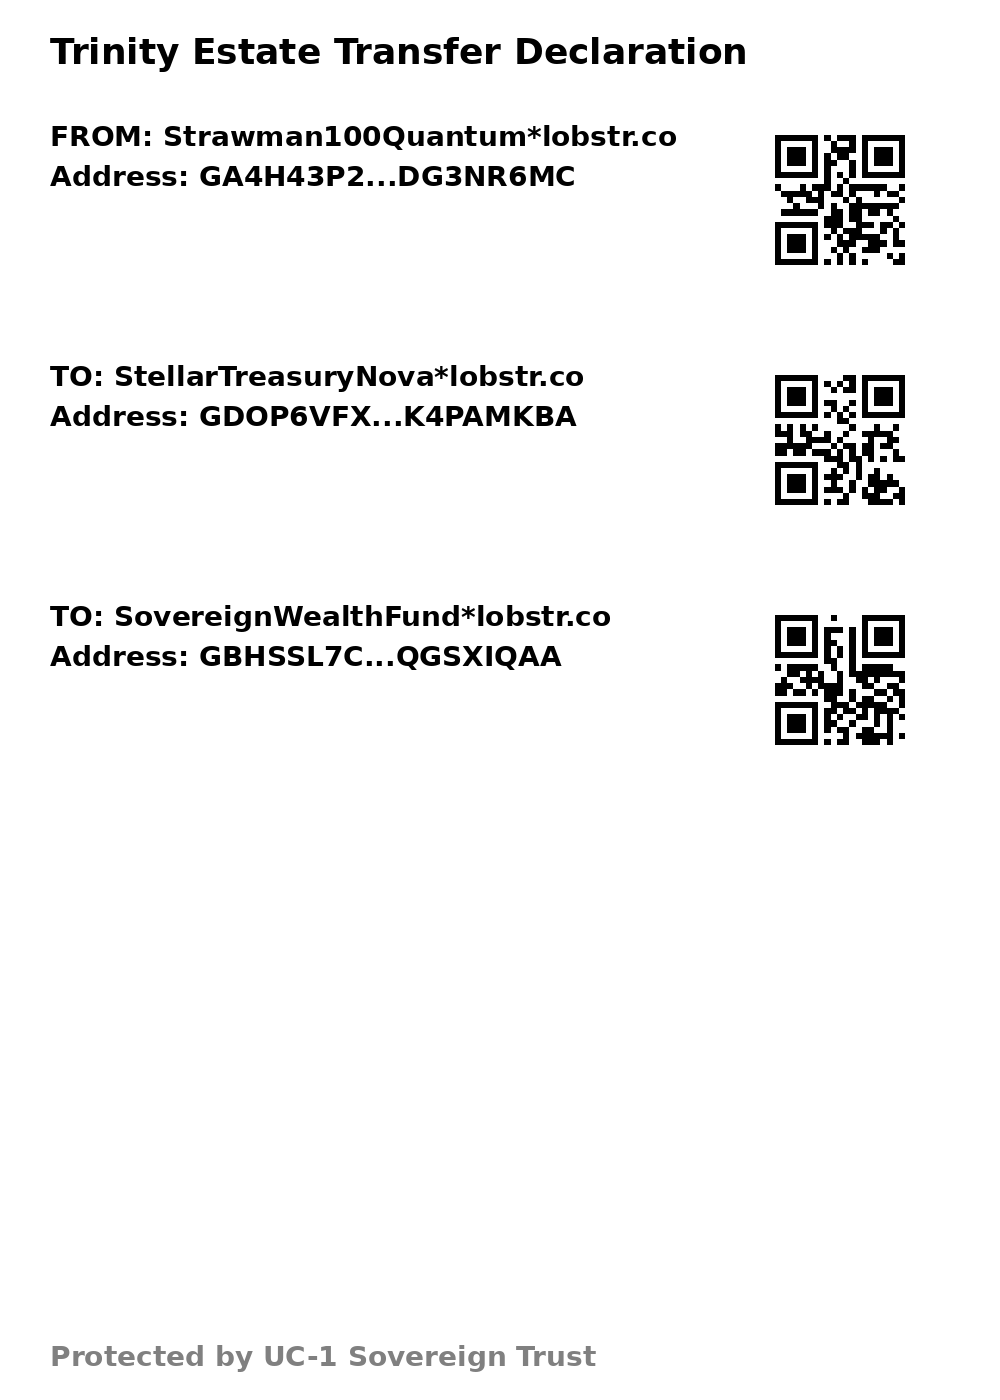 Trinity Estate Transfer Declaration
FROM: Strawman100Quantum*lobstr.co
Address: GA4H43P2...DG3NR6MC
TO: StellarTreasuryNova*lobstr.co
Address: GDOP6VFX...K4PAMKBA
TO: SovereignWealthFund*lobstr.co
Address: GBHSSL7C...QGSXIQAA
Protected by UC-1 Sovereign Trust